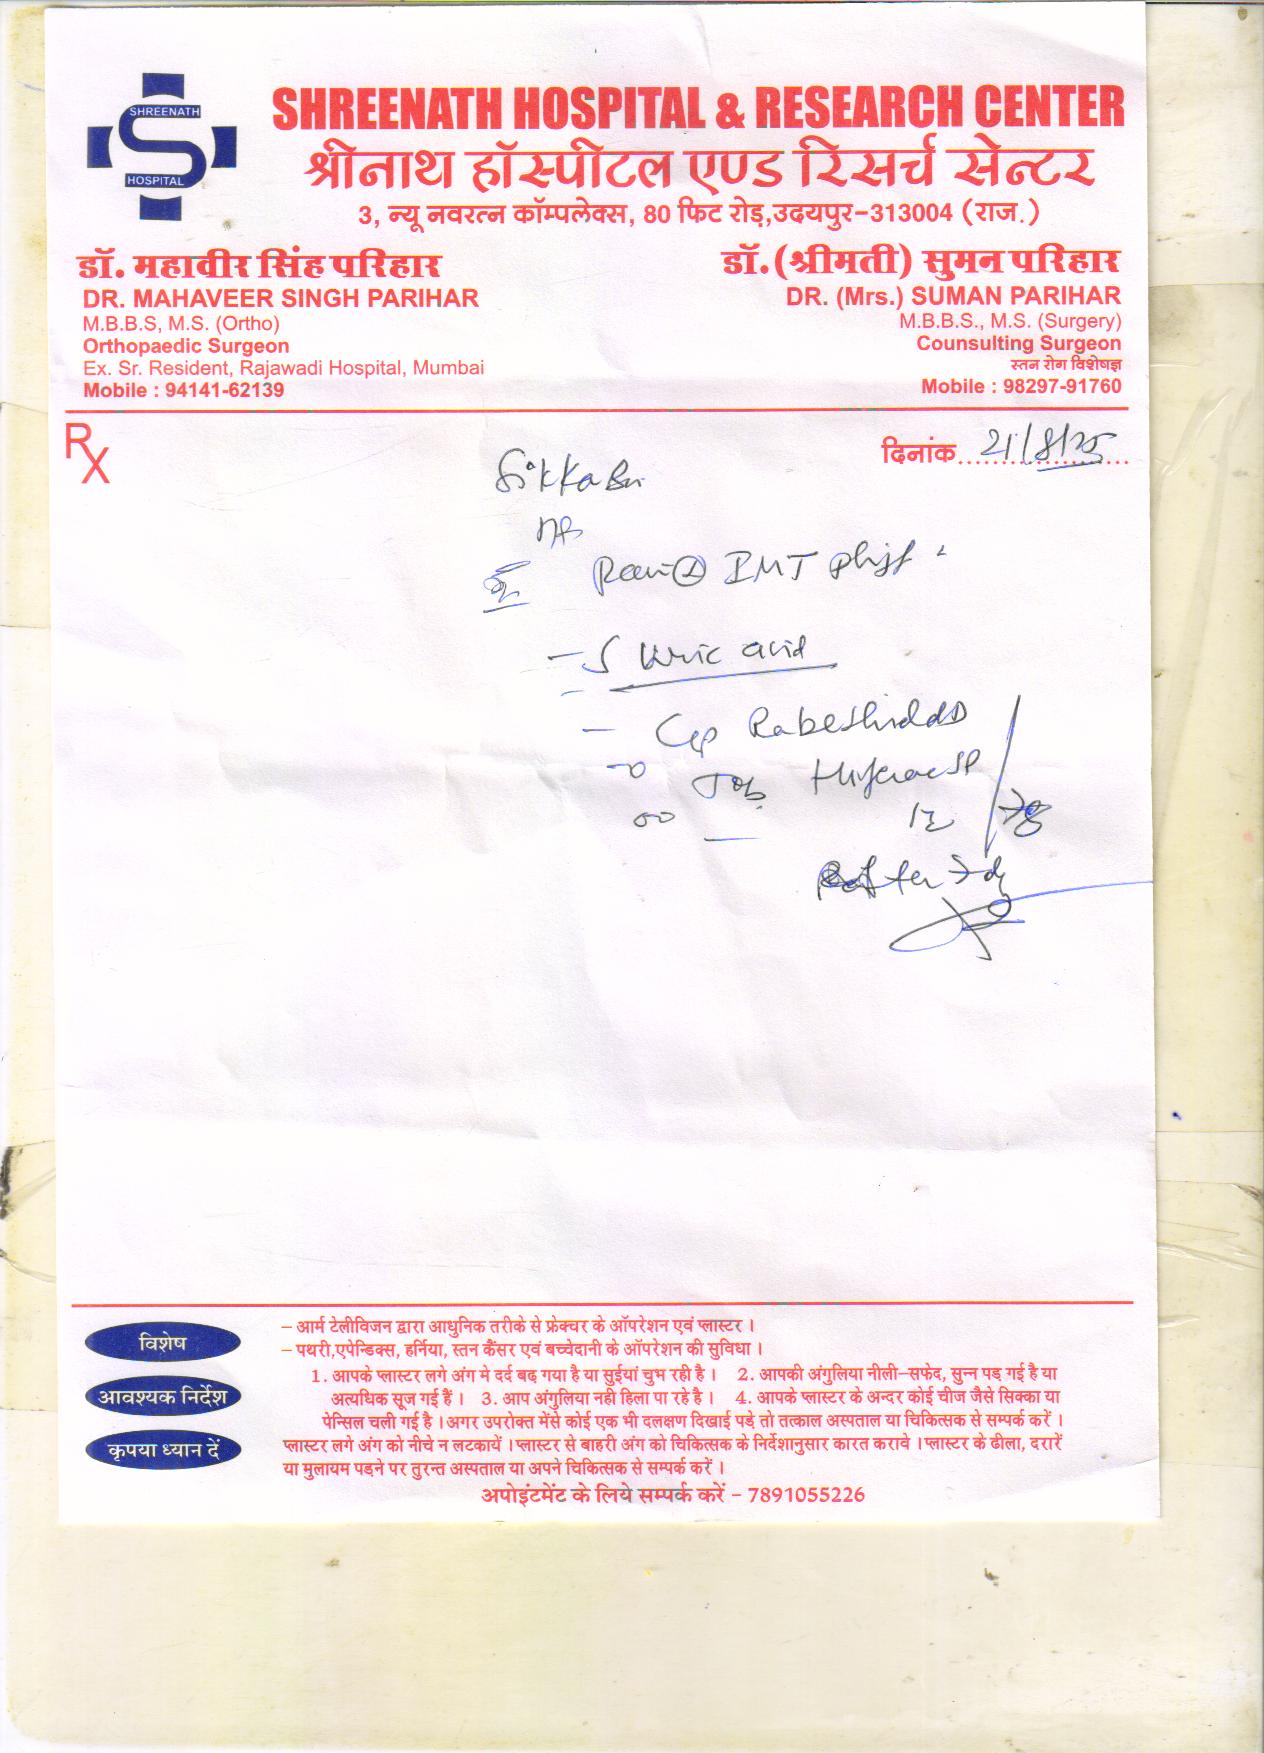 SHREENATH
HOSPITAL
SHREENATH HOSPITAL & RESEARCH CENTER
श्रीनाथ हॉस्पीटल एण्ड रिसर्च सेन्टर
3, न्यू नवरत्न कॉम्पलेक्स, 80 फिट रोड़,उदयपुर-313004 (राज.)
डॉ. महावीर सिंह परिहार
DR. MAHAVEER SINGH PARIHAR
M.B.B.S, M.S. (Ortho)
Orthopaedic Surgeon
Ex. Sr. Resident, Rajawadi Hospital, Mumbai
Mobile : 94141-62139
डॉ.(श्रीमती) सुमन परिहार
DR. (Mrs.) SUMAN PARIHAR
M.B.B.S., M.S. (Surgery)
Counsulting Surgeon
स्तन रोग विशेषज्ञ
Mobile : 98297-91760
RX
दिनांक 21/8/25
Pain
- S Uric acid
- Cap
Tab
after
विशेष
आवश्यक निर्देश
कृपया ध्यान दें
– आर्म टेलीविजन द्वारा आधुनिक तरीके से फ्रेक्चर के ऑपरेशन एवं प्लास्टर ।
– पथरी,एपेन्डिक्स, हर्निया, स्तन कैंसर एवं बच्चेदानी के ऑपरेशन की सुविधा ।
1. आपके प्लास्टर लगे अंग मे दर्द बढ़ गया है या सुईयां चुभ रही है । 2. आपकी अंगुलिया नीली–सफेद, सुन्न पड़ गई है या
अत्यधिक सूज गई हैं । 3. आप अंगुलिया नही हिला पा रहे है । 4. आपके प्लास्टर के अन्दर कोई चीज जैसे सिक्का या
पेन्सिल चली गई है । अगर उपरोक्त मेंसे कोई एक भी दलक्षण दिखाई पड़े तो तत्काल अस्पताल या चिकित्सक से सम्पर्क करें ।
प्लास्टर लगे अंग को नीचे न लटकायें । प्लास्टर से बाहरी अंग को चिकित्सक के निर्देशानुसार कारत करावे । प्लास्टर के ढीला, दरारें
या मुलायम पड़ने पर तुरन्त अस्पताल या अपने चिकित्सक से सम्पर्क करें ।
अपोइंटमेंट के लिये सम्पर्क करें – 7891055226